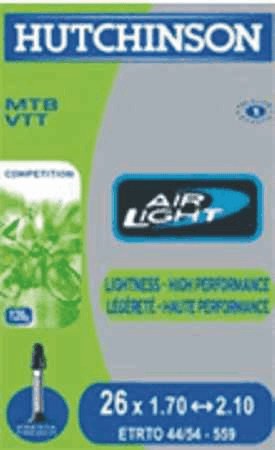 HUTCHINSON
MTB
VTT
COMPETITION
AIR
LIGHT
LIGHTNESS - HIGH PERFORMANCE
LÉGÈRETÉ - HAUTE PERFORMANCE
26 x 1.70 ↔ 2.10
ETRTO 44/54 - 559